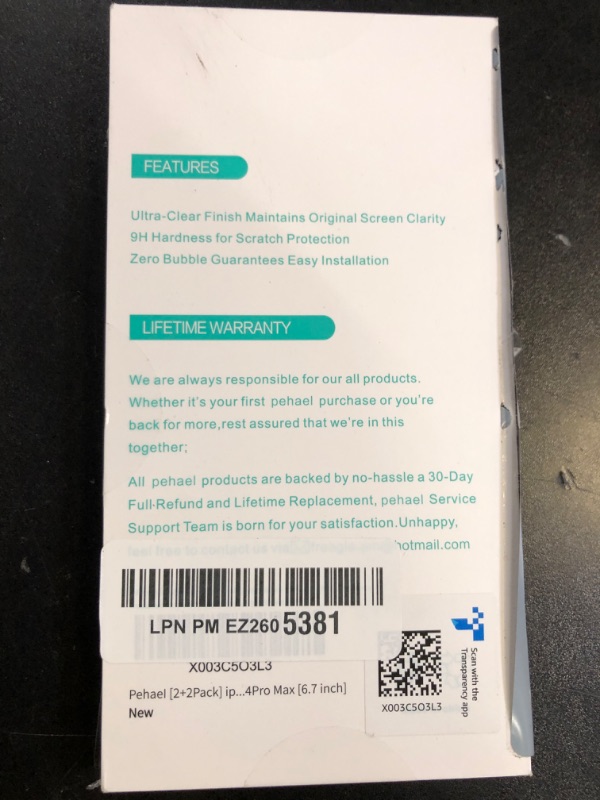 FEATURES
Ultra-Clear Finish Maintains Original Screen Clarity
9H Hardness for Scratch Protection
Zero Bubble Guarantees Easy Installation
LIFETIME WARRANTY
We are always responsible for our all products.
Whether it's your first pehael purchase or you're
back for more,rest assured that we're in this
together;
All pehael products are backed by no-hassle a 30-Day
Full-Refund and Lifetime Replacement, pehael Service
Support Team is born for your satisfaction.Unhappy,
feel free to contact us hotmail.com
LPN PM EZ260 5381
X003C5O3L3
Pehael [2+2Pack] ip...4Pro Max [6.7 inch]
New
X003C5O3L3
Scan with the
Transparency app